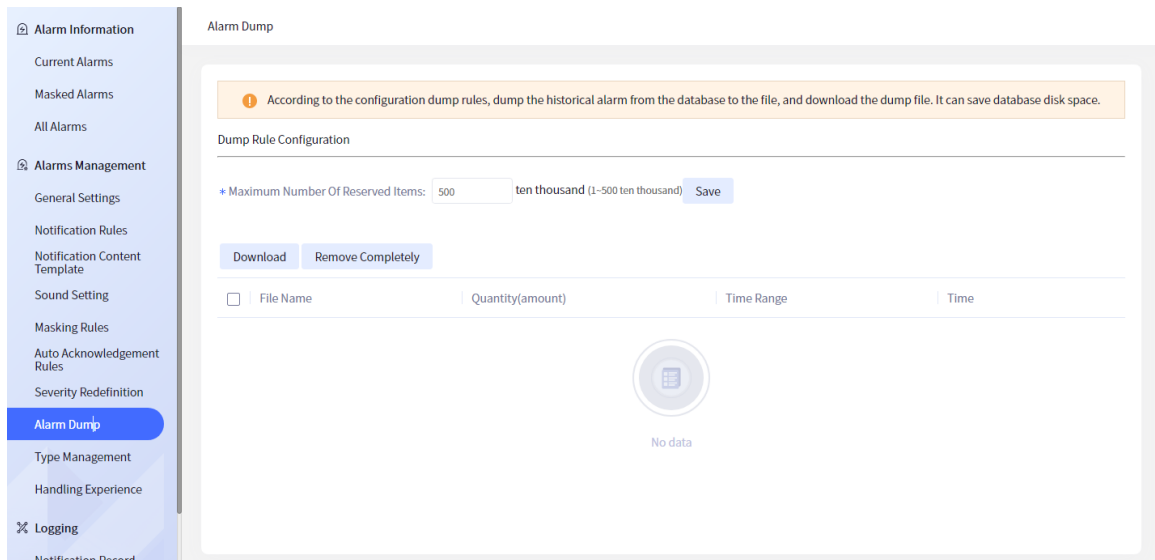 Alarm Information
Current Alarms
Masked Alarms
All Alarms
Alarms Management
General Settings
Notification Rules
Notification Content
Template
Sound Setting
Masking Rules
Auto Acknowledgement
Rules
Severity Redefinition
Alarm Dump
Type Management
Handling Experience
Logging
Notification Record
Alarm Dump
According to the configuration dump rules, dump the historical alarm from the database to the file, and download the dump file. It can save database disk space.
Dump Rule Configuration
* Maximum Number Of Reserved Items: 500 ten thousand (1~500 ten thousand) Save
Download Remove Completely
File Name Quantity(amount) Time Range Time
No data